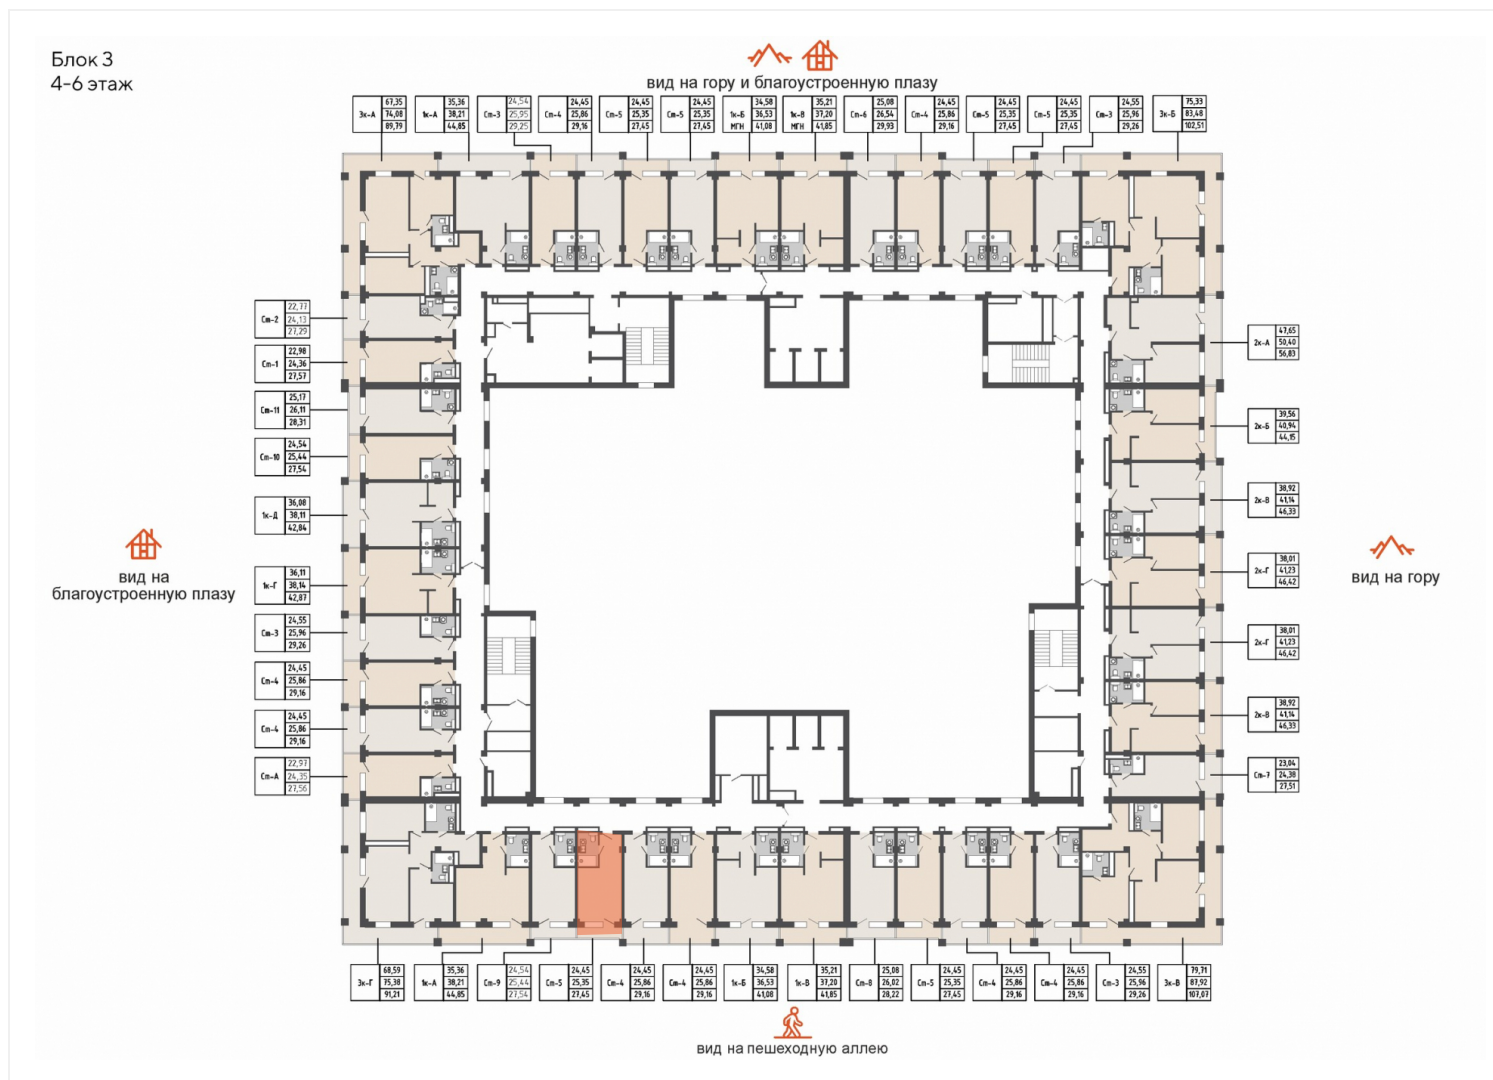 Блок 3
4-6 этаж
вид на гору и благоустроенную плазу
3к-А 67,35 74,08 89,79
1к-А 35,36 38,21 44,85
Ст-3 24,54 25,95 29,25
Ст-4 24,45 25,86 29,16
Ст-5 24,45 25,35 27,45
Ст-5 24,45 25,35 27,45
1к-Б МГН 34,58 36,53 41,08
1к-В МГН 35,21 37,20 41,85
Ст-6 25,08 26,54 29,93
Ст-4 24,45 25,86 29,16
Ст-5 24,45 25,35 27,45
Ст-5 24,45 25,35 27,45
Ст-3 24,55 25,96 29,26
3к-Б 75,33 83,48 102,51
Ст-2 22,77 24,13 27,29
Ст-1 22,98 24,36 27,57
Ст-11 25,17 26,11 28,31
Ст-10 24,54 25,44 27,54
1к-Д 36,08 38,11 42,84
1к-Г 36,11 38,14 42,87
Ст-3 24,55 25,96 29,26
Ст-4 24,45 25,86 29,16
Ст-4 24,45 25,86 29,16
Ст-А 22,97 24,35 27,56
вид на
благоустроенную плазу
2к-А 47,65 50,40 56,83
2к-Б 39,56 40,94 44,15
2к-В 38,92 41,14 46,33
2к-Г 38,01 41,23 46,42
2к-Г 38,01 41,23 46,42
2к-В 38,92 41,14 46,33
Ст-7 23,04 24,38 27,51
вид на гору
3к-Г 68,59 75,38 91,21
1к-А 35,36 38,21 44,85
Ст-9 24,54 25,44 27,54
Ст-5 24,45 25,35 27,45
Ст-4 24,45 25,86 29,16
Ст-4 24,45 25,86 29,16
1к-Б 34,58 36,53 41,08
1к-В 35,21 37,20 41,85
Ст-8 25,08 26,02 28,22
Ст-5 24,45 25,35 27,45
Ст-4 24,45 25,86 29,16
Ст-4 24,45 25,86 29,16
Ст-3 24,55 25,96 29,26
3к-В 79,71 87,92 107,07
вид на пешеходную аллею